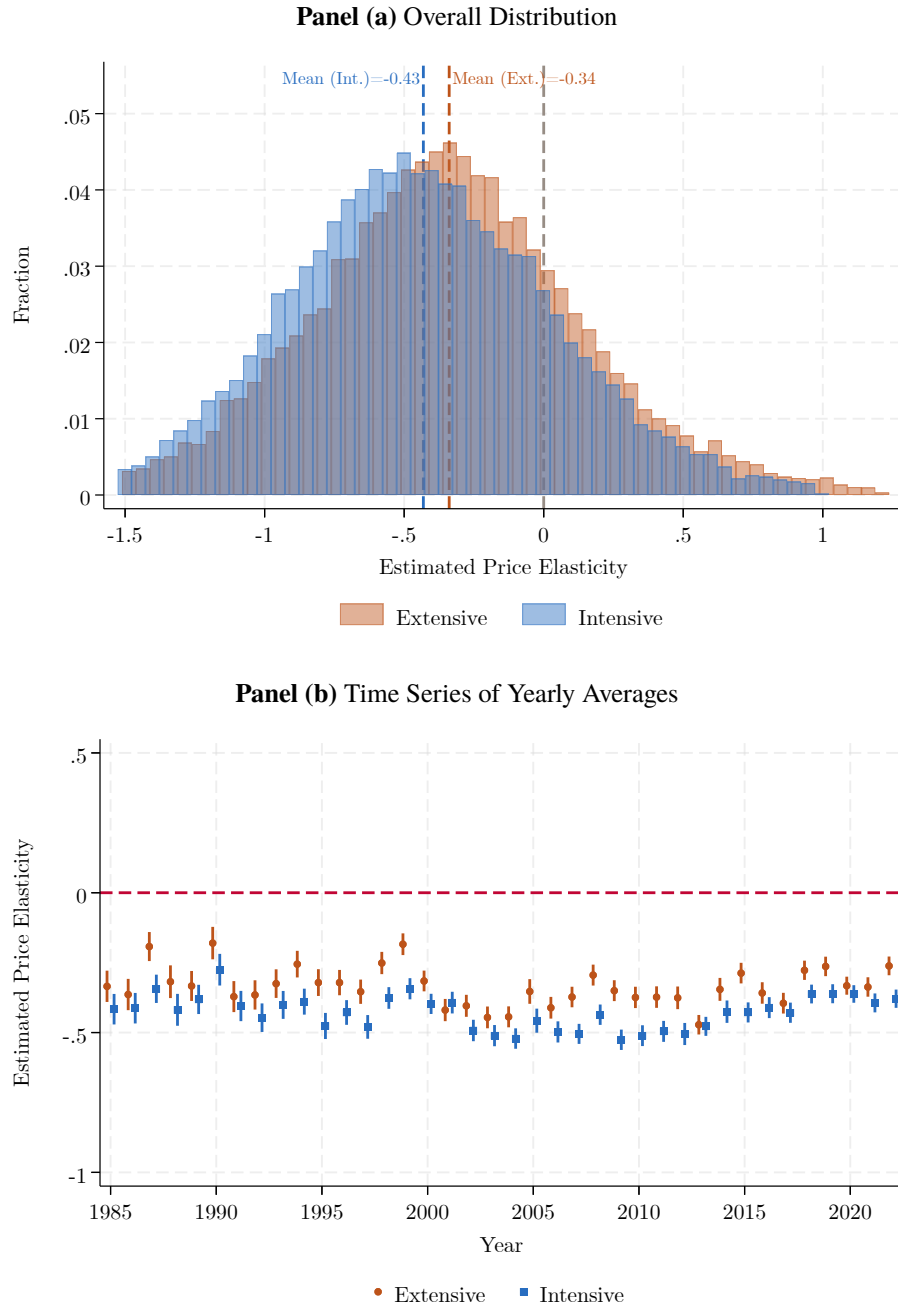 Panel (a) Overall Distribution
Mean (Int.)=-0.43 Mean (Ext.)=-0.34
.05
.04
.03
.02
.01
0
Fraction
-1.5 -1 -.5 0 .5 1
Estimated Price Elasticity
Extensive Intensive
Panel (b) Time Series of Yearly Averages
.5
0
-.5
-1
Estimated Price Elasticity
1985 1990 1995 2000 2005 2010 2015 2020
Year
Extensive Intensive